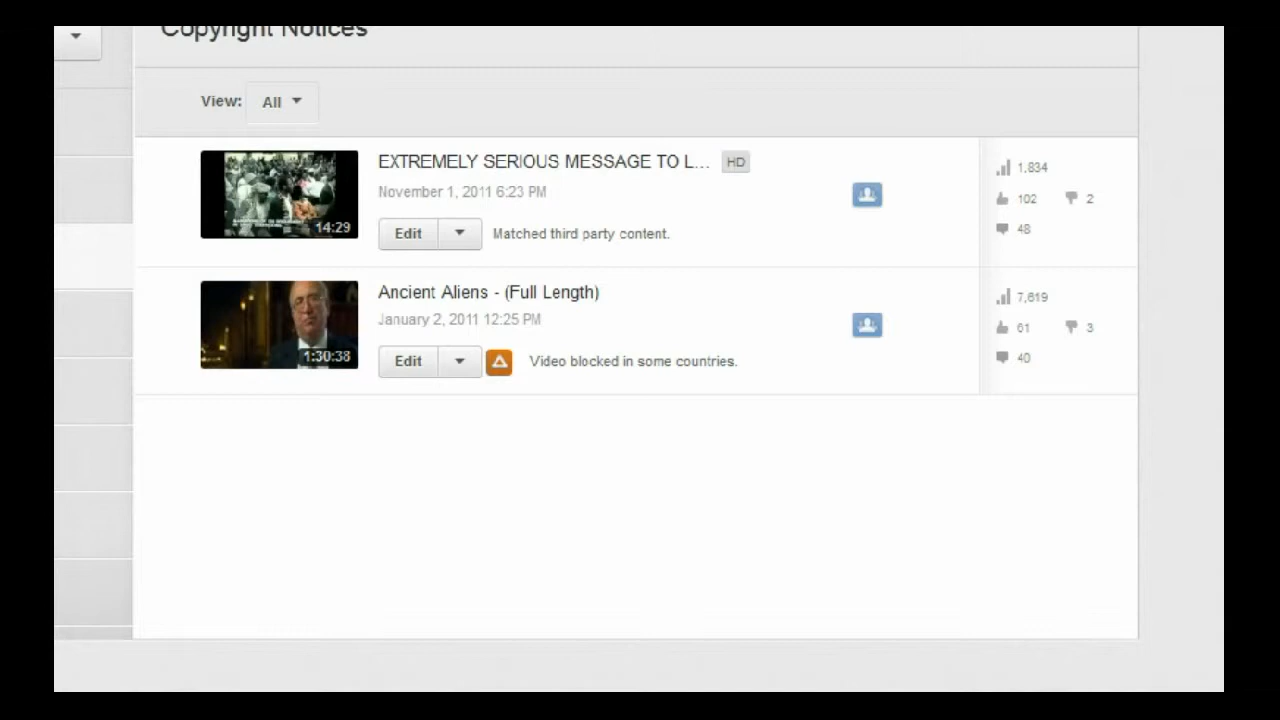 Copyright Notices
View: All
EXTREMELY SERIOUS MESSAGE TO L... HD
November 1, 2011 6:23 PM
14:29
Edit
Matched third party content.
1,834
102 2
48
Ancient Aliens - (Full Length)
January 2, 2011 12:25 PM
1:30:38
Edit
Video blocked in some countries.
7,619
61 3
40